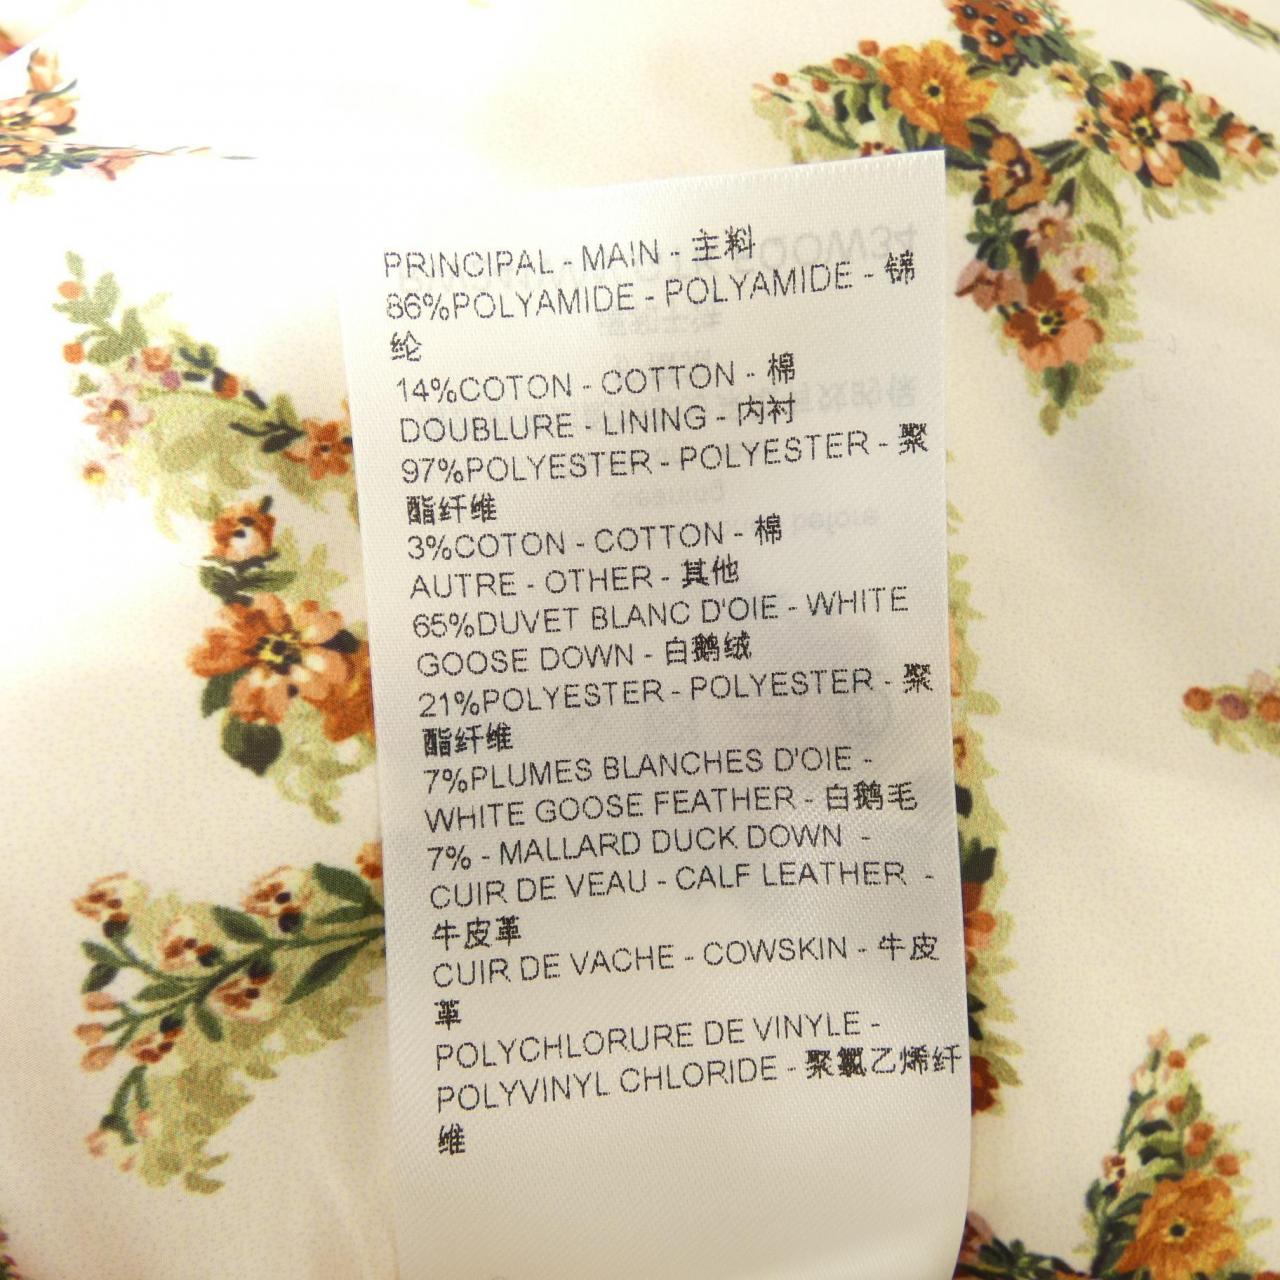 PRINCIPAL - MAIN - 主料
86%POLYAMIDE - POLYAMIDE - 锦
纶
14%COTON - COTTON - 棉
DOUBLURE - LINING - 内衬
97%POLYESTER - POLYESTER - 聚
酯纤维
3%COTON - COTTON - 棉
AUTRE - OTHER - 其他
65%DUVET BLANC D'OIE - WHITE
GOOSE DOWN - 白鹅绒
21%POLYESTER - POLYESTER - 聚
酯纤维
7%PLUMES BLANCHES D'OIE -
WHITE GOOSE FEATHER - 白鹅毛
7% - MALLARD DUCK DOWN -
CUIR DE VEAU - CALF LEATHER -
牛皮革
CUIR DE VACHE - COWSKIN - 牛皮
革
POLYCHLORURE DE VINYLE -
POLYVINYL CHLORIDE - 聚氯乙烯纤
维